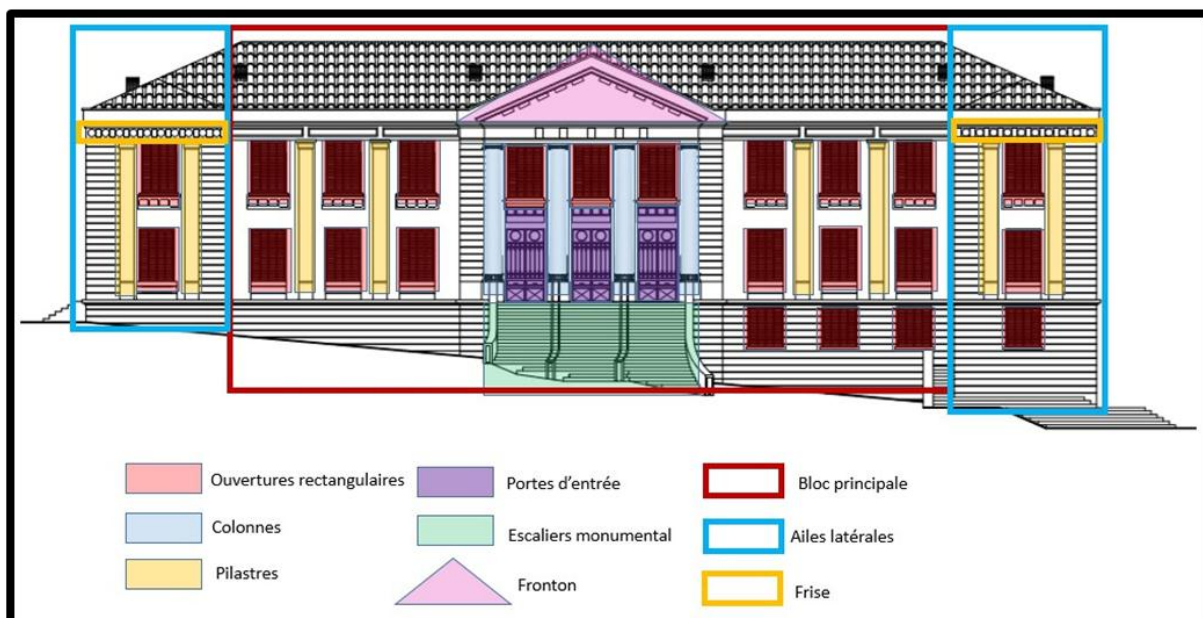 Ouvertures rectangulaires
Portes d'entrée
Bloc principale
Colonnes
Escaliers monumental
Ailes latérales
Pilastres
Fronton
Frise